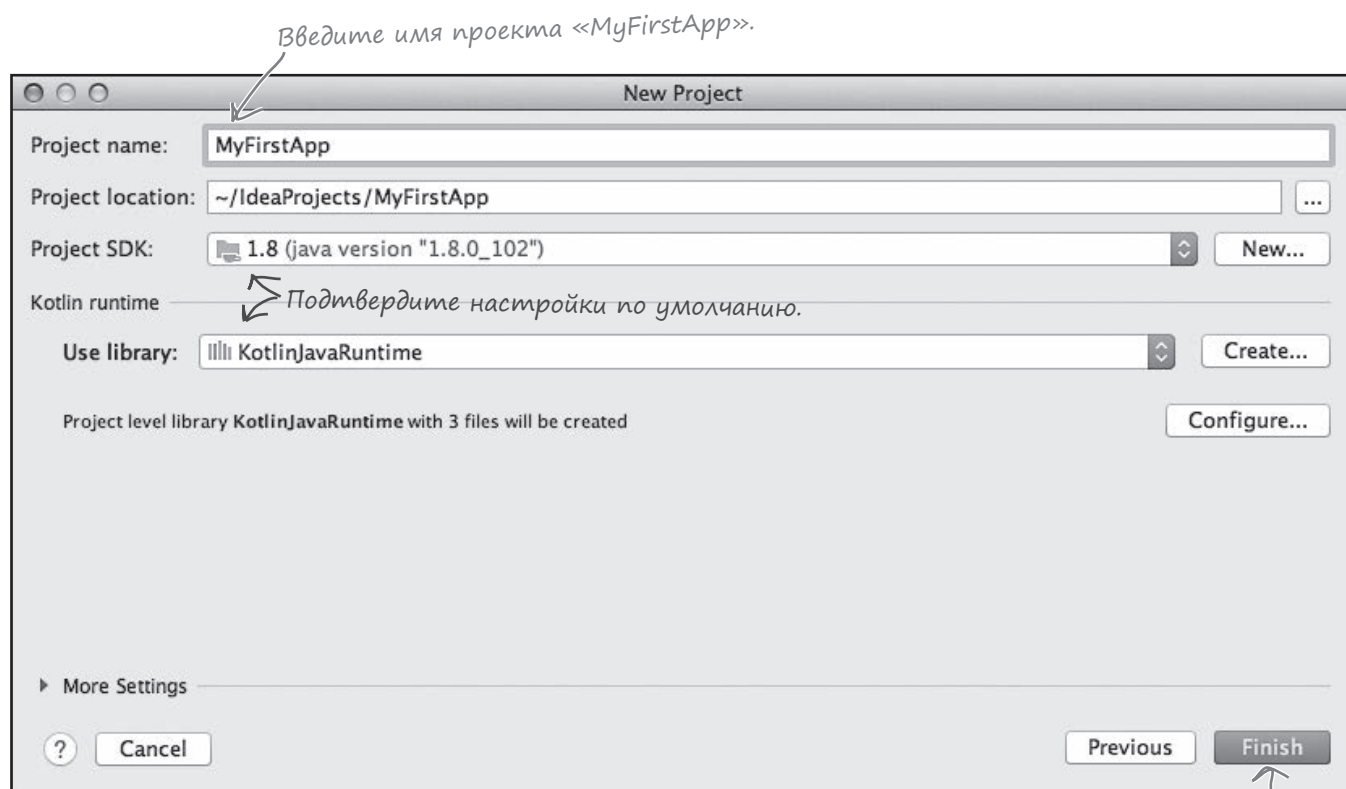 Введите имя проекта «MyFirstApp».
New Project
Project name: MyFirstApp
Project location: ~/IdeaProjects/MyFirstApp ...
Project SDK: 1.8 (java version "1.8.0_102") New...
Подтвердите настройки по умолчанию.
Kotlin runtime
Use library: KotlinJavaRuntime Create...
Project level library KotlinJavaRuntime with 3 files will be created Configure...
More Settings
? Cancel Previous Finish